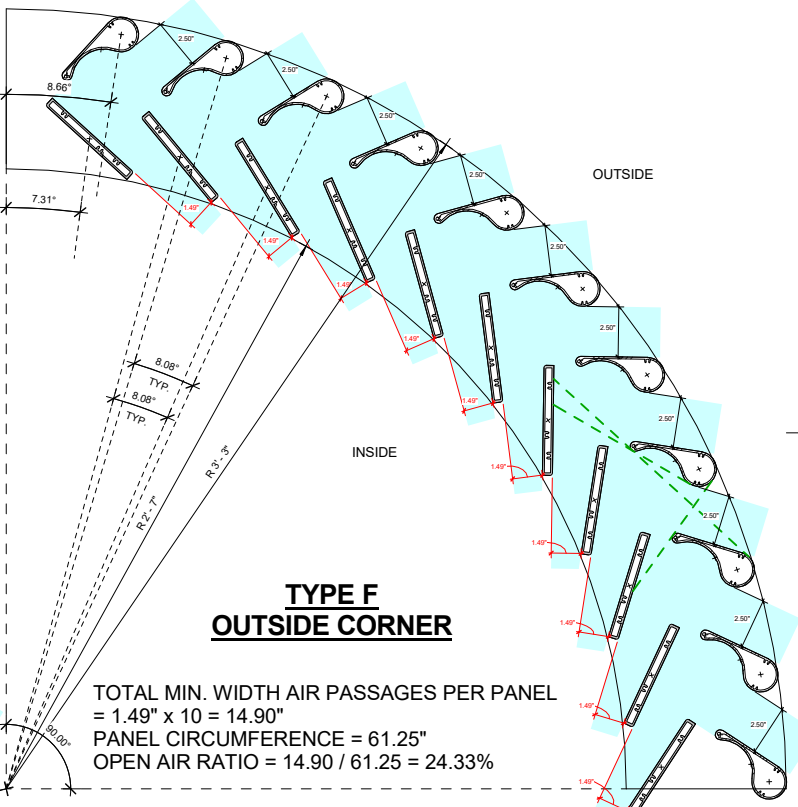 2.50"
2.50"
8.66°
2.50"
OUTSIDE
2.50"
7.31°
1.49"
1.49"
2.50"
1.49"
2.50"
1.49"
8.08°
TYP.
8.08°
TYP.
1.49"
2.50"
INSIDE
R 3'- 3"
1.49"
2.50"
R 2'- 7"
1.49"
TYPE F
OUTSIDE CORNER
2.50"
1.49"
TOTAL MIN. WIDTH AIR PASSAGES PER PANEL
= 1.49" x 10 = 14.90"
PANEL CIRCUMFERENCE = 61.25"
OPEN AIR RATIO = 14.90 / 61.25 = 24.33%
90.00°
1.49"
2.50"
1.49"